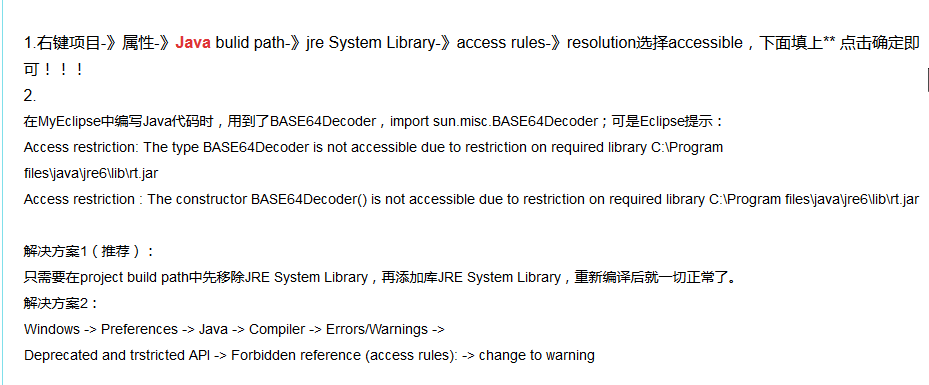 1.右键项目-》属性-》Java bulid path-》jre System Library-》access rules-》resolution选择accessible，下面填上** 点击确定即
可！！！
2.
在MyEclipse中编写Java代码时，用到了BASE64Decoder，import sun.misc.BASE64Decoder；可是Eclipse提示：
Access restriction: The type BASE64Decoder is not accessible due to restriction on required library C:\Program
files\java\jre6\lib\rt.jar
Access restriction : The constructor BASE64Decoder() is not accessible due to restriction on required library C:\Program files\java\jre6\lib\rt.jar
解决方案1（推荐）：
只需要在project build path中先移除JRE System Library，再添加库JRE System Library，重新编译后就一切正常了。
解决方案2：
Windows -> Preferences -> Java -> Compiler -> Errors/Warnings ->
Deprecated and trstricted API -> Forbidden reference (access rules): -> change to warning